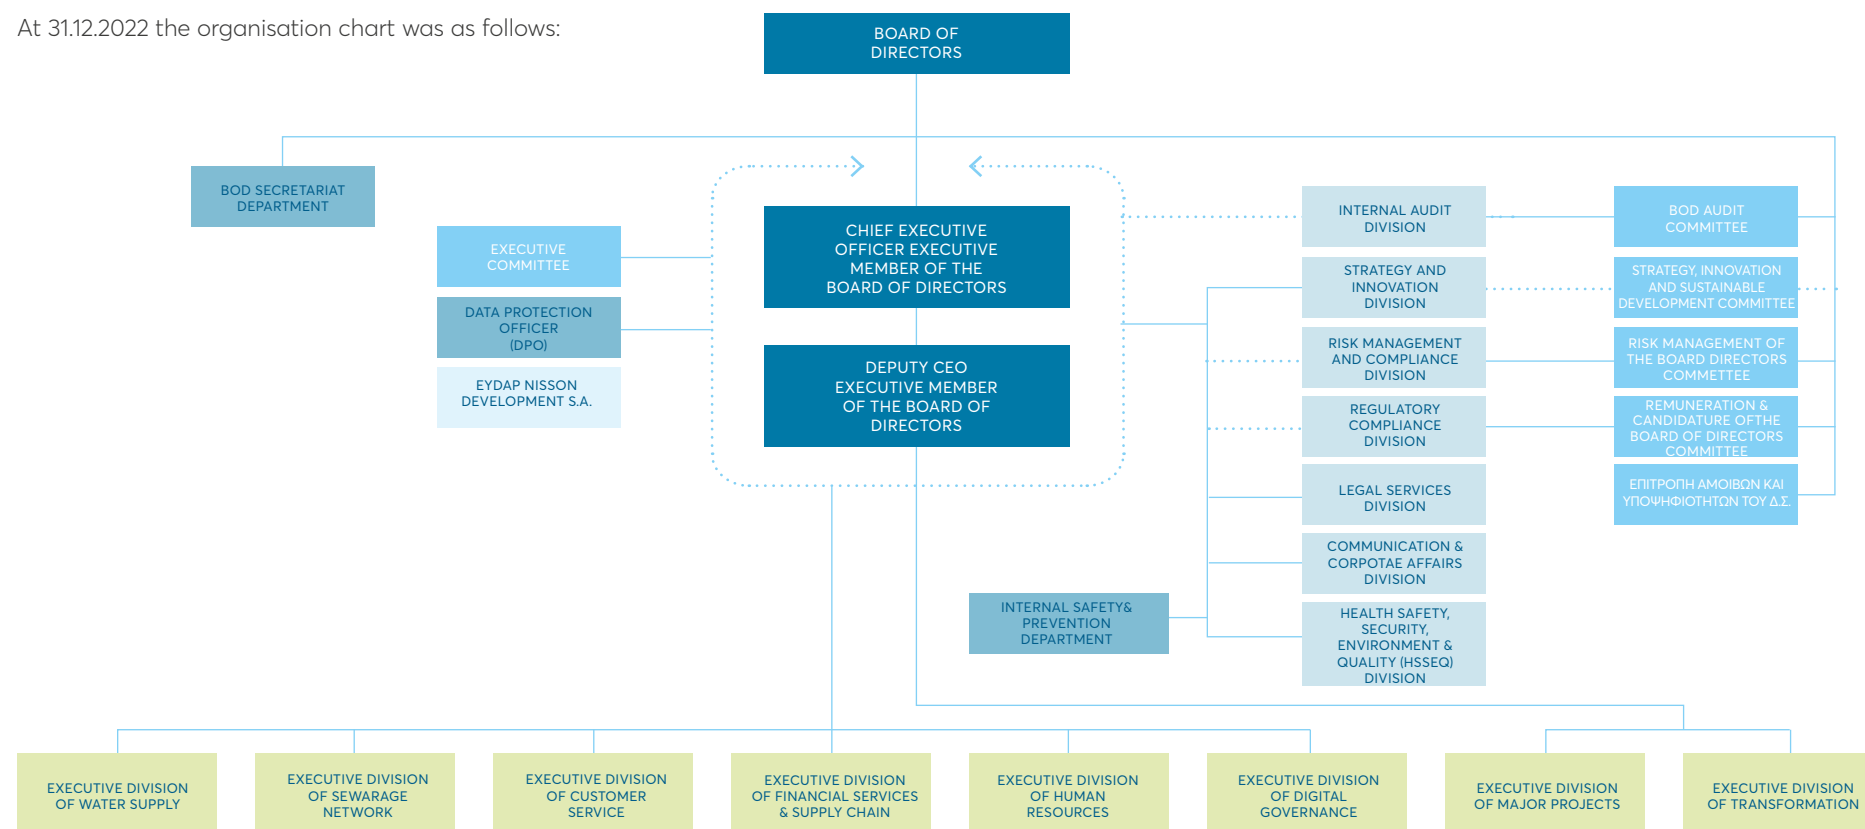 At 31.12.2022 the organisation chart was as follows:
BOARD OF
DIRECTORS
BOD SECRETARIAT
DEPARTMENT
EXECUTIVE
COMMITTEE
DATA PROTECTION
OFFICER
(DPO)
EYDAP NISSON
DEVELOPMENT S.A.
CHIEF EXECUTIVE
OFFICER EXECUTIVE
MEMBER OF THE
BOARD OF DIRECTORS
DEPUTY CEO
EXECUTIVE MEMBER
OF THE BOARD OF
DIRECTORS
INTERNAL AUDIT
DIVISION
STRATEGY AND
INNOVATION
DIVISION
RISK MANAGEMENT
AND COMPLIANCE
DIVISION
REGULATORY
COMPLIANCE
DIVISION
LEGAL SERVICES
DIVISION
COMMUNICATION &
CORPOTAE AFFAIRS
DIVISION
HEALTH SAFETY,
SECURITY,
ENVIRONMENT &
QUALITY (HSSEQ)
DIVISION
BOD AUDIT
COMMITTEE
STRATEGY, INNOVATION
AND SUSTAINABLE
DEVELOPMENT COMMITTEE
RISK MANAGEMENT OF
THE BOARD DIRECTORS
COMMETTEE
REMUNERATION &
CANDIDATURE OFTHE
BOARD OF DIRECTORS
COMMITTEE
ΕΠΙΤΡΟΠΗ ΑΜΟΙΒΩΝ ΚΑΙ
ΥΠΟΨΗΦΙΟΤΗΤΩΝ ΤΟΥ Δ.Σ.
INTERNAL SAFETY&
PREVENTION
DEPARTMENT
EXECUTIVE DIVISION
OF WATER SUPPLY
EXECUTIVE DIVISION
OF SEWARAGE
NETWORK
EXECUTIVE DIVISION
OF CUSTOMER
SERVICE
EXECUTIVE DIVISION
OF FINANCIAL SERVICES
& SUPPLY CHAIN
EXECUTIVE DIVISION
OF HUMAN
RESOURCES
EXECUTIVE DIVISION
OF DIGITAL
GOVERNANCE
EXECUTIVE DIVISION
OF MAJOR PROJECTS
EXECUTIVE DIVISION
OF TRANSFORMATION